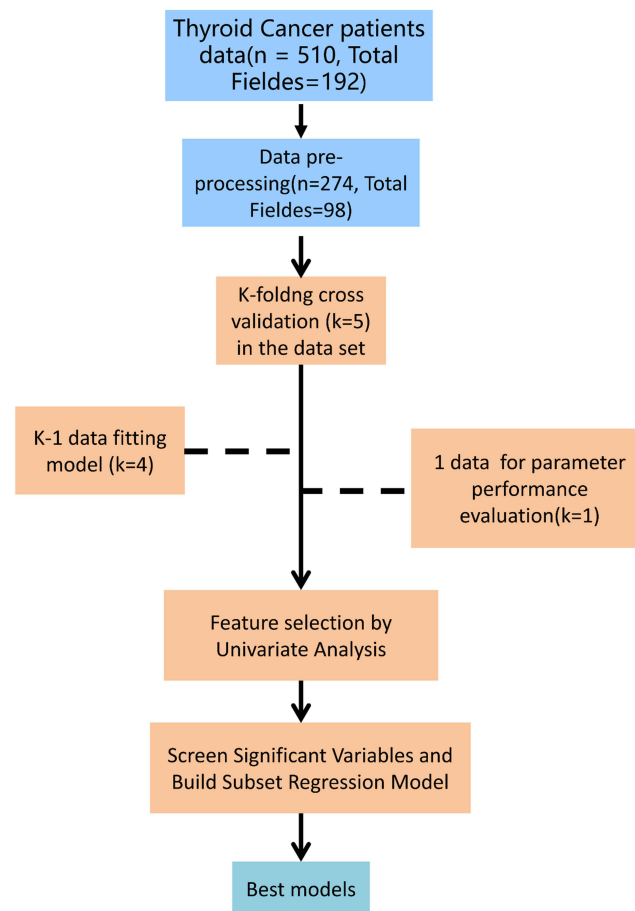 Thyroid Cancer patients
data(n = 510, Total
Fieldes=192)
Data pre-
processing(n=274, Total
Fieldes=98)
K-foldng cross
validation (k=5)
in the data set
K-1 data fitting
model (k=4)
1 data for parameter
performance
evaluation(k=1)
Feature selection by
Univariate Analysis
Screen Significant Variables and
Build Subset Regression Model
Best models